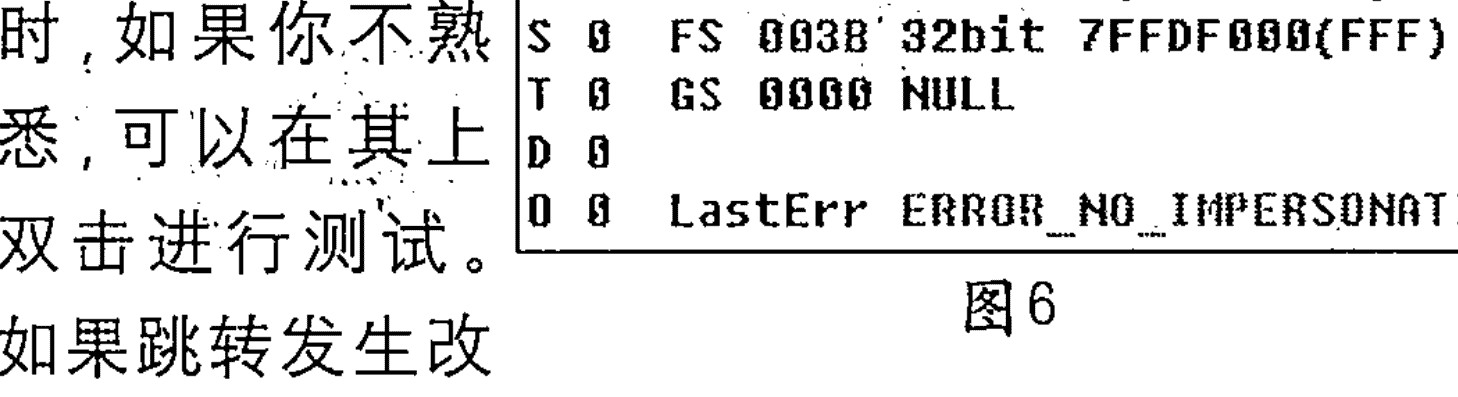 时,如果你不熟
悉,可以在其上
双击进行测试。
如果跳转发生改
S 0 FS 003B 32bit 7FFDF000(FFF)
T 0 GS 0000 NULL
D 0
O 0 LastErr ERROR_NO_IMPERSONAT
图6